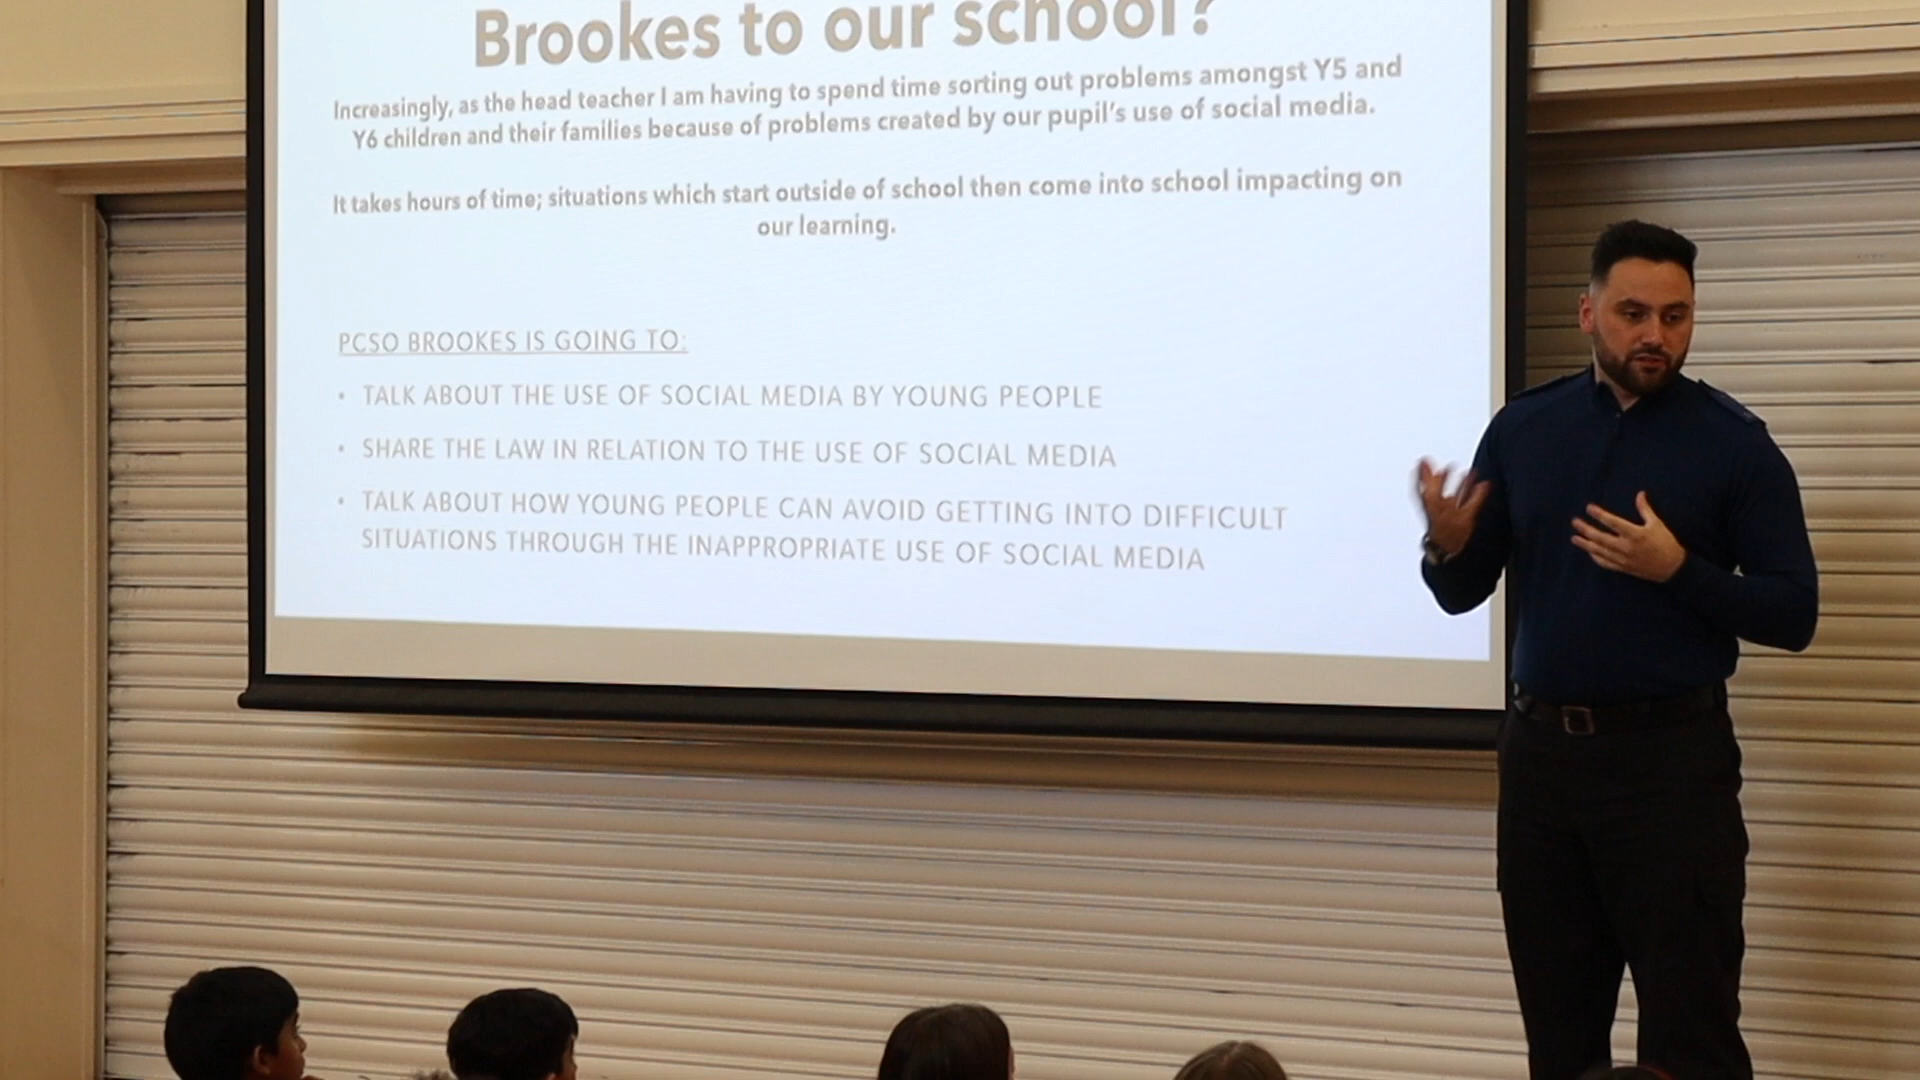 Brookes to our school?
Increasingly, as the head teacher I am having to spend time sorting out problems amongst Y5 and
Y6 children and their families because of problems created by our pupil's use of social media.
It takes hours of time; situations which start outside of school then come into school impacting on
our learning.
PCSO BROOKES IS GOING TO:
• TALK ABOUT THE USE OF SOCIAL MEDIA BY YOUNG PEOPLE
• SHARE THE LAW IN RELATION TO THE USE OF SOCIAL MEDIA
• TALK ABOUT HOW YOUNG PEOPLE CAN AVOID GETTING INTO DIFFICULT
SITUATIONS THROUGH THE INAPPROPRIATE USE OF SOCIAL MEDIA